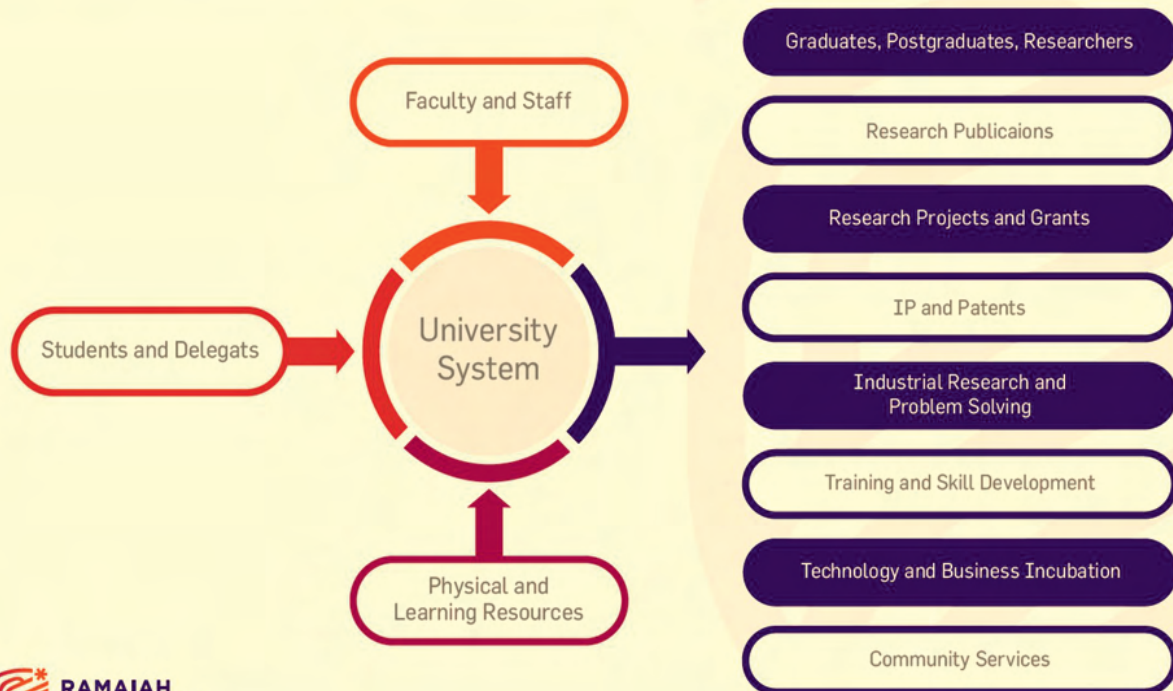 Faculty and Staff
Students and Delegats
University
System
Physical and
Learning Resources
Graduates, Postgraduates, Researchers
Research Publicaions
Research Projects and Grants
IP and Patents
Industrial Research and
Problem Solving
Training and Skill Development
Technology and Business Incubation
Community Services
RAMAIAH